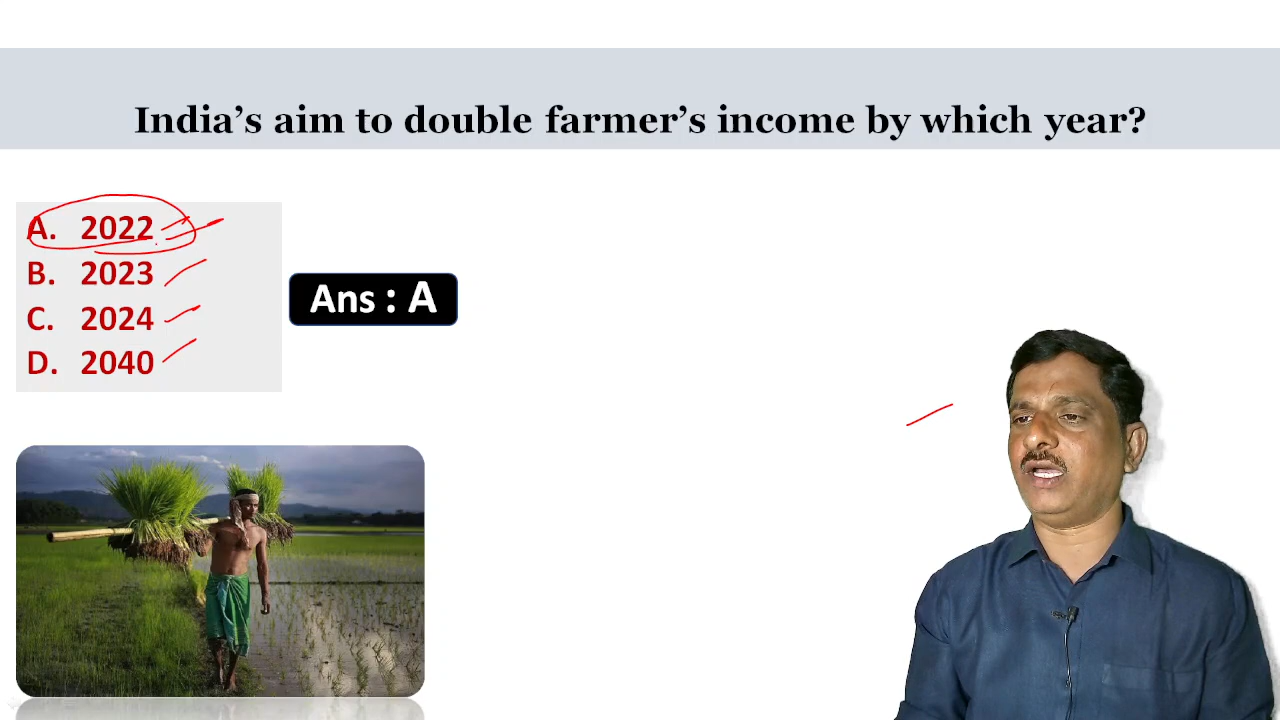 India’s aim to double farmer’s income by which year?
A. 2022
B. 2023
C. 2024
D. 2040
Ans : A